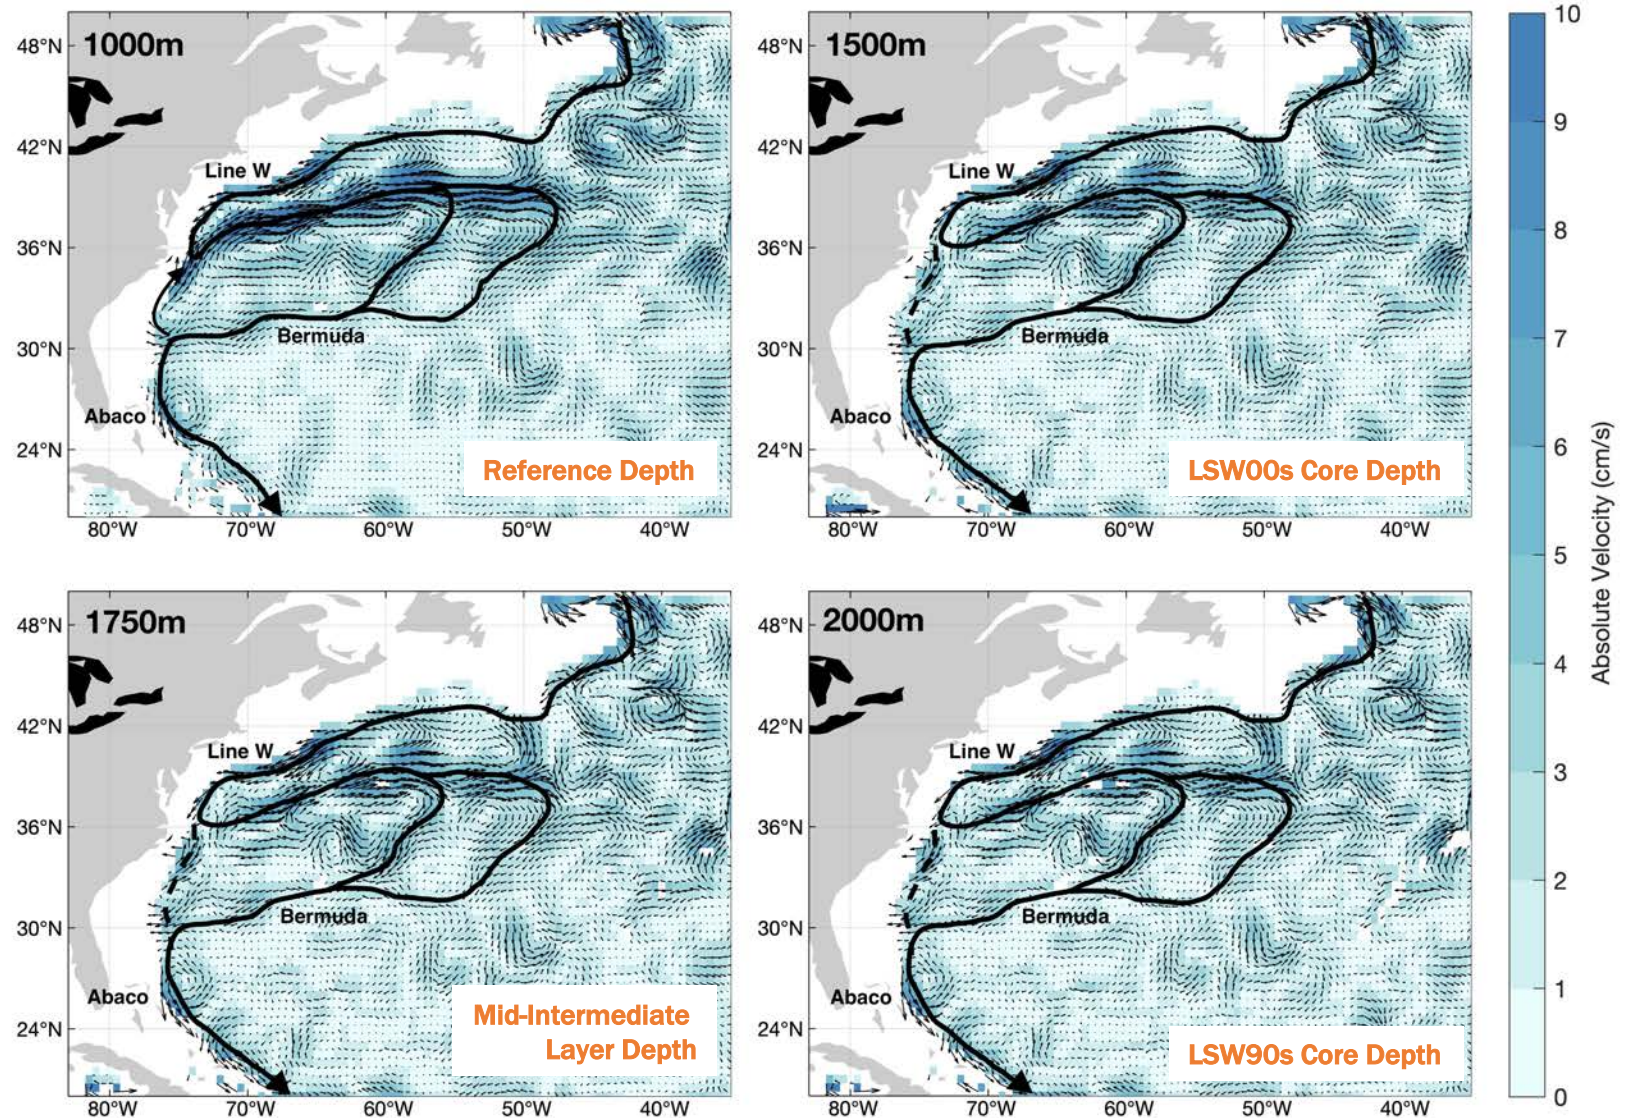 1000m
48°N
42°N
36°N
30°N
24°N
Line W
Bermuda
Abaco
Reference Depth
80°W 70°W 60°W 50°W 40°W
1500m
48°N
42°N
36°N
30°N
24°N
Line W
Bermuda
Abaco
LSW00s Core Depth
80°W 70°W 60°W 50°W 40°W
1750m
48°N
42°N
36°N
30°N
24°N
Line W
Bermuda
Abaco
Mid-Intermediate
Layer Depth
80°W 70°W 60°W 50°W 40°W
2000m
48°N
42°N
36°N
30°N
24°N
Line W
Bermuda
Abaco
LSW90s Core Depth
80°W 70°W 60°W 50°W 40°W
10
9
8
7
6
5
4
3
2
1
0
Absolute Velocity (cm/s)